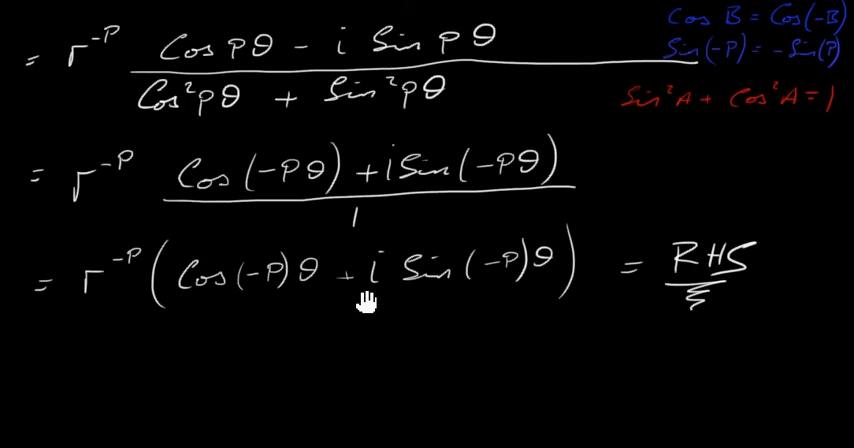 = r^-P (Cos Pθ - i Sin Pθ) / (Cos²Pθ + Sin²Pθ)
Cos B = Cos(-B)
Sin(-P) = -Sin(P)
Sin²A + Cos²A = 1
= r^-P (Cos(-Pθ) + i Sin(-Pθ)) / 1
= r^-P (Cos(-P)θ + i Sin(-P)θ) = RHS